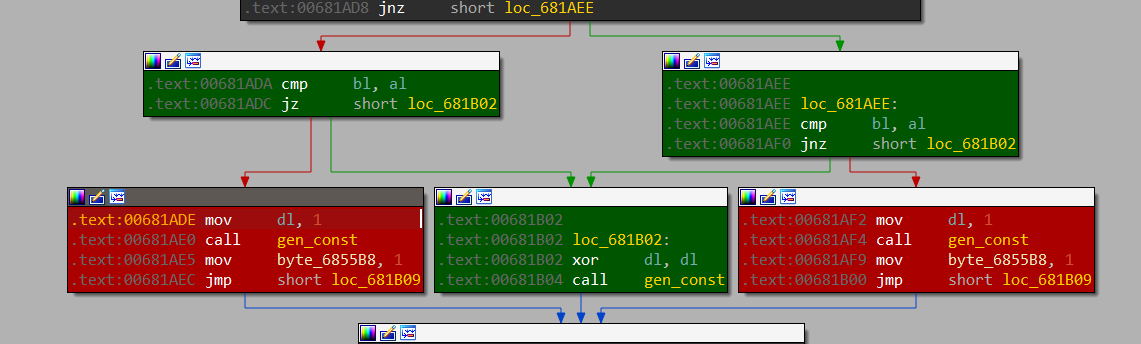 .text:00681AD8 jnz     short loc_681AEE
.text:00681ADA cmp     bl, al
.text:00681ADC jz      short loc_681B02
.text:00681AEE
.text:00681AEE loc_681AEE:
.text:00681AEE cmp     bl, al
.text:00681AF0 jnz     short loc_681B02
.text:00681ADE mov     dl, 1
.text:00681AE0 call    gen_const
.text:00681AE5 mov     byte_6855B8, 1
.text:00681AEC jmp     short loc_681B09
.text:00681B02
.text:00681B02 loc_681B02:
.text:00681B02 xor     dl, dl
.text:00681B04 call    gen_const
.text:00681AF2 mov     dl, 1
.text:00681AF4 call    gen_const
.text:00681AF9 mov     byte_6855B8, 1
.text:00681B00 jmp     short loc_681B09